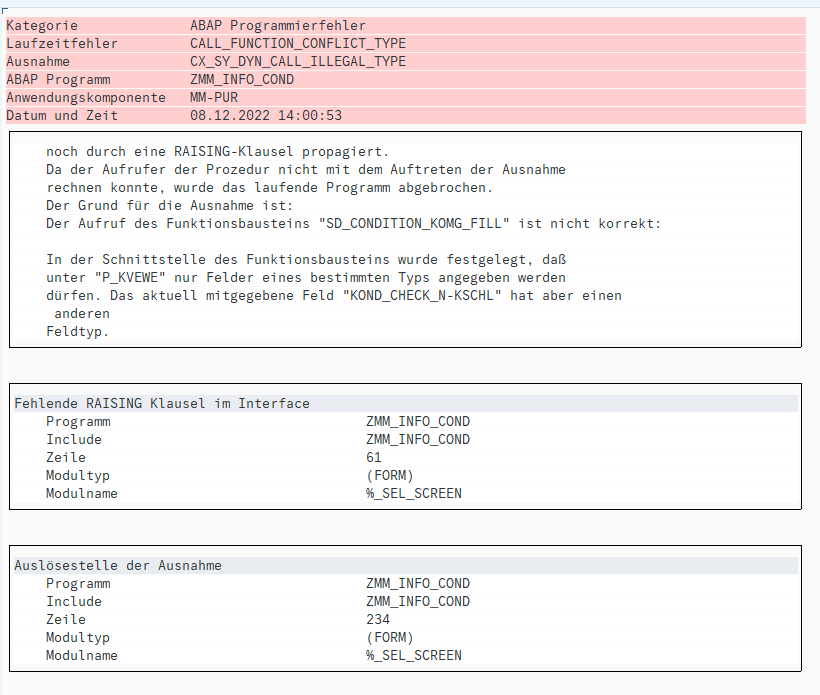 Kategorie ABAP Programmierfehler
Laufzeitfehler CALL_FUNCTION_CONFLICT_TYPE
Ausnahme CX_SY_DYN_CALL_ILLEGAL_TYPE
ABAP Programm ZMM_INFO_COND
Anwendungskomponente MM-PUR
Datum und Zeit 08.12.2022 14:00:53
noch durch eine RAISING-Klausel propagiert.
Da der Aufrufer der Prozedur nicht mit dem Auftreten der Ausnahme
rechnen konnte, wurde das laufende Programm abgebrochen.
Der Grund für die Ausnahme ist:
Der Aufruf des Funktionsbausteins "SD_CONDITION_KOMG_FILL" ist nicht korrekt:
In der Schnittstelle des Funktionsbausteins wurde festgelegt, daß
unter "P_KVEWE" nur Felder eines bestimmten Typs angegeben werden
dürfen. Das aktuell mitgegebene Feld "KOND_CHECK_N-KSCHL" hat aber einen
anderen
Feldtyp.
Fehlende RAISING Klausel im Interface
Programm ZMM_INFO_COND
Include ZMM_INFO_COND
Zeile 61
Modultyp (FORM)
Modulname %_SEL_SCREEN
Auslösestelle der Ausnahme
Programm ZMM_INFO_COND
Include ZMM_INFO_COND
Zeile 234
Modultyp (FORM)
Modulname %_SEL_SCREEN